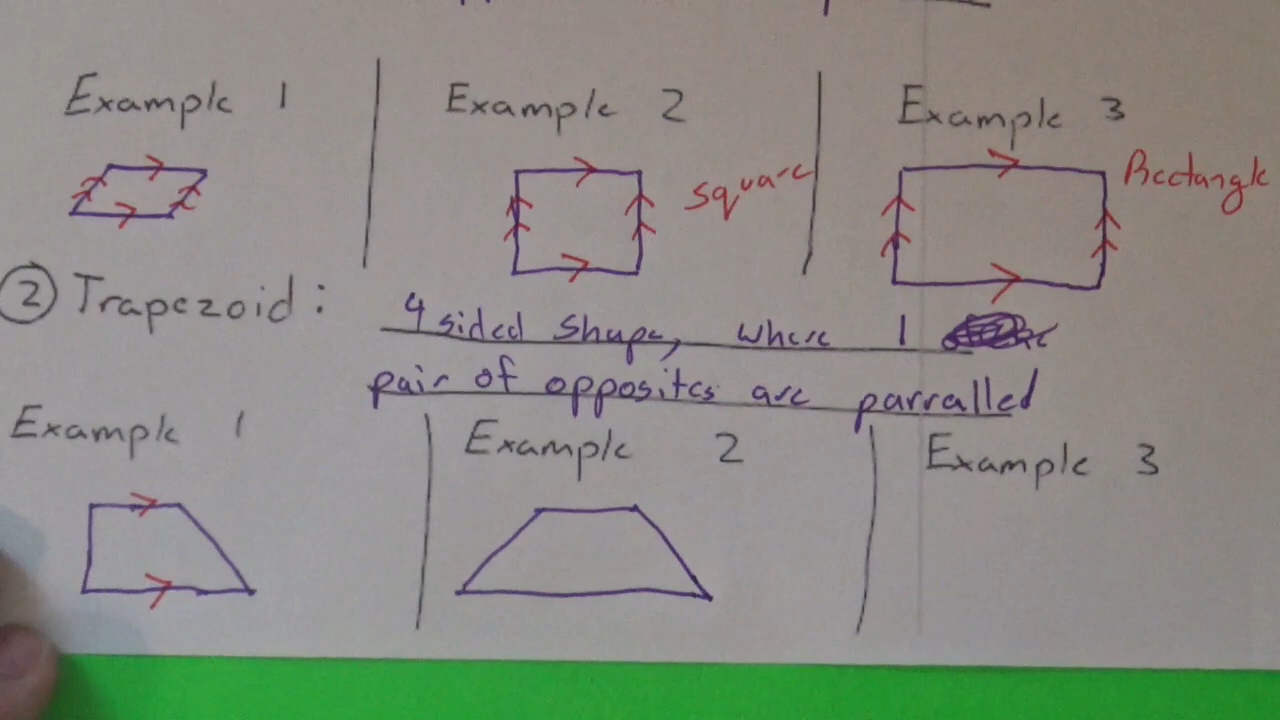 Example 1
Example 2
Example 3
Square
Rectangle
2 Trapezoid:
4 sided shape, where 1
pair of opposites are parralled
Example 1
Example 2
Example 3